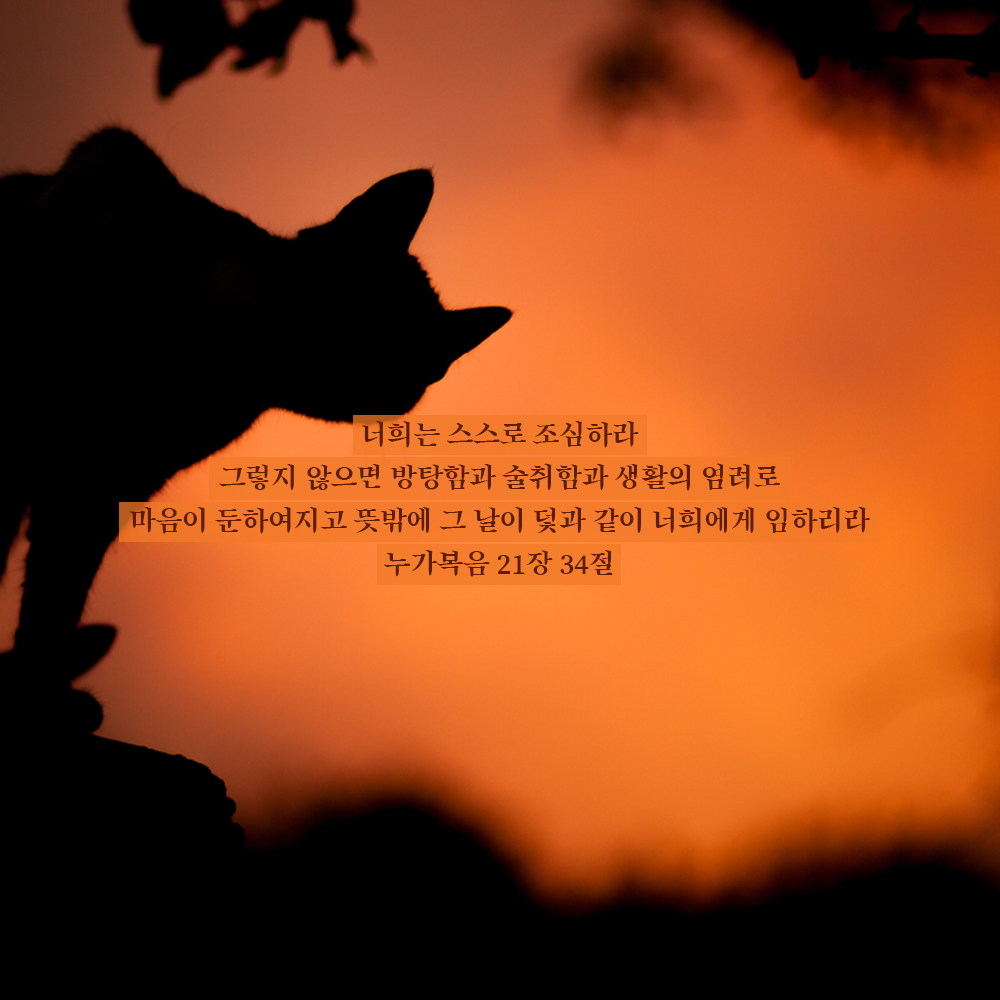 너희는 스스로 조심하라
그렇지 않으면 방탕함과 술취함과 생활의 염려로
마음이 둔하여지고 뜻밖에 그 날이 덫과 같이 너희에게 임하리라
누가복음 21장 34절